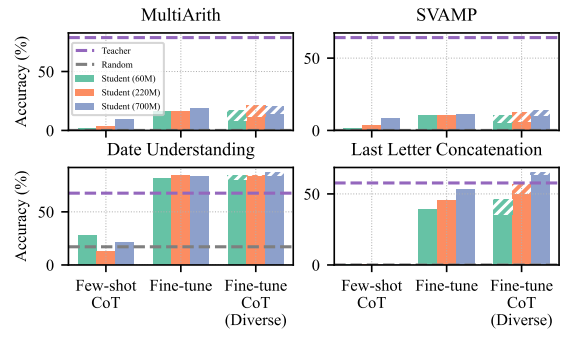 MultiArith
SVAMP
Accuracy (%)
50
0
Teacher
Random
Student (60M)
Student (220M)
Student (700M)
50
0
Date Understanding
Last Letter Concatenation
Accuracy (%)
50
0
50
0
Few-shot
CoT
Fine-tune
Fine-tune
CoT
(Diverse)
Few-shot
CoT
Fine-tune
Fine-tune
CoT
(Diverse)